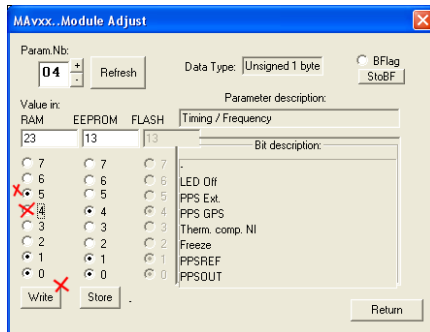 MAvxx..Module Adjust
Param.Nb:
04 + - Refresh
Data Type: Unsigned 1 byte
BFlag
StoBF
Value in:
RAM EEPROM FLASH
Parameter description:
Timing / Frequency
23 13 13
Bit description:
7 7 7 .
6 6 6 LED Off
5 5 5 PPS Ext.
4 4 4 PPS GPS
3 3 3 Therm. comp. NI
2 2 2 Freeze
1 1 1 PPSREF
0 0 0 PPSOUT
Write Store .
Return